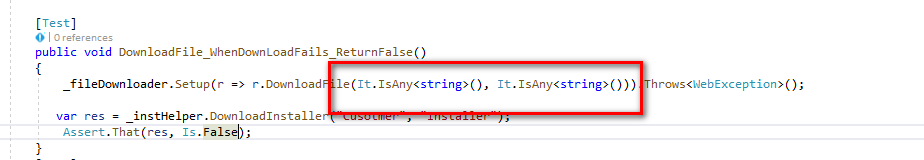 [Test]
0 references
public void DownloadFile_WhenDownLoadFails_ReturnFalse()
{
_fileDownloader.Setup(r => r.DownloadFile(It.IsAny<string>(), It.IsAny<string>())).Throws<WebException>();
var res = _instHelper.DownloadInstaller("Cusotmer", "Installer");
Assert.That(res, Is.False);
}